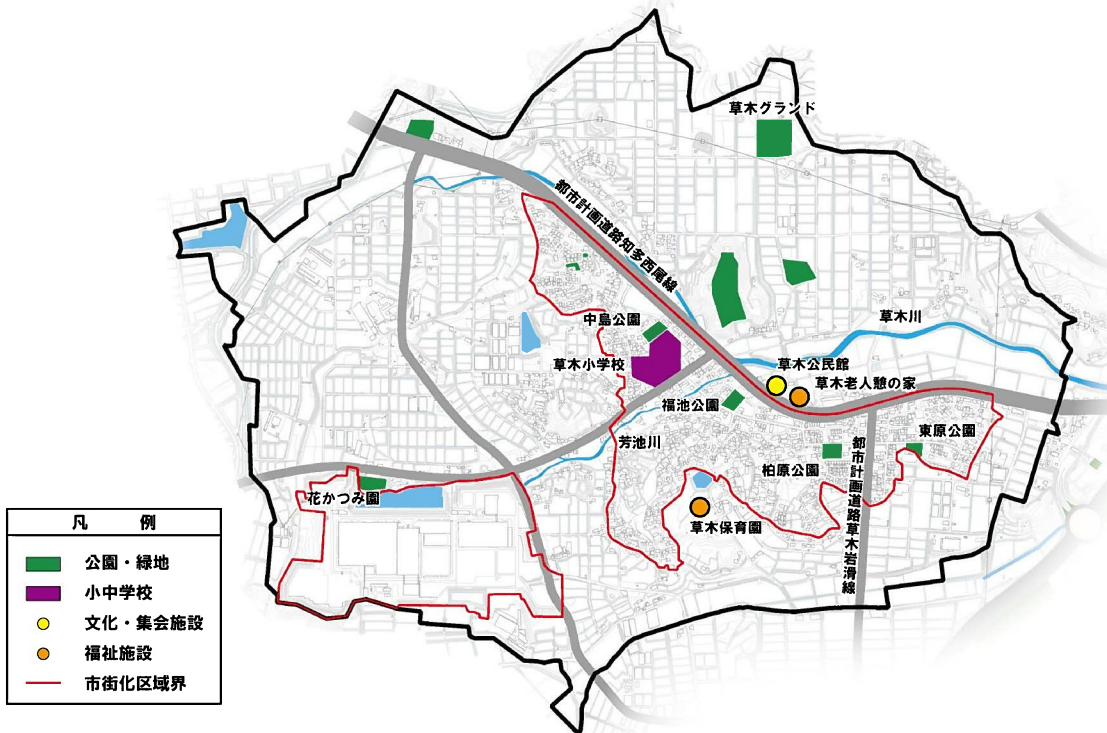 草木グランド
都市計画道路知多西尾線
中島公園
草木川
草木小学校
草木公民館
草木老人憩の家
福池公園
東原公園
芳池川
柏原公園
都市計画道路草木岩滑線
花かつみ園
草木保育園
凡 例
公園・緑地
小中学校
文化・集会施設
福祉施設
市街化区域界